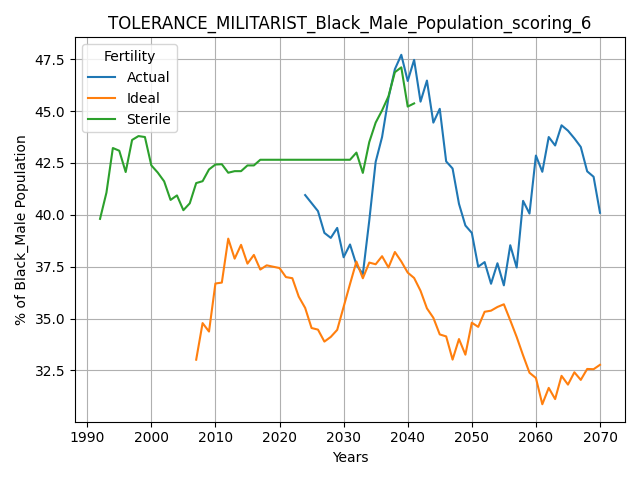 TOLERANCE_MILITARIST_Black_Male_Population_scoring_6
Fertility
Actual
Ideal
Sterile
% of Black_Male Population
47.5
45.0
42.5
40.0
37.5
35.0
32.5
1990 2000 2010 2020 2030 2040 2050 2060 2070
Years